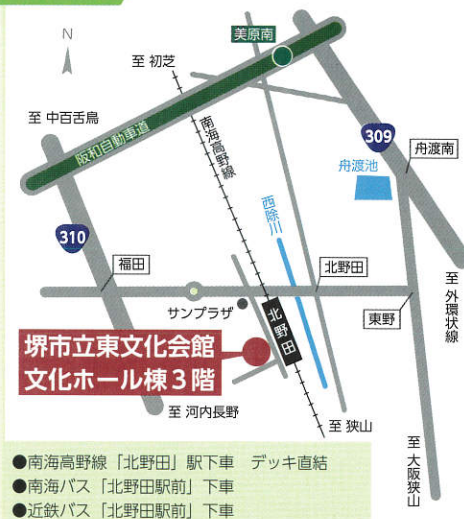 N
美原南
至 初芝
至 中百舌鳥
阪和自動車道
南海高野線
309
舟渡南
舟渡池
310
西除川
福田
北野田
サンプラザ
北野田
東野
至 外環状線
堺市立東文化会館
文化ホール棟3階
至 河内長野
至 狭山
至 大阪狭山
●南海高野線「北野田」駅下車 デッキ直結
●南海バス「北野田駅前」下車
●近鉄バス「北野田駅前」下車